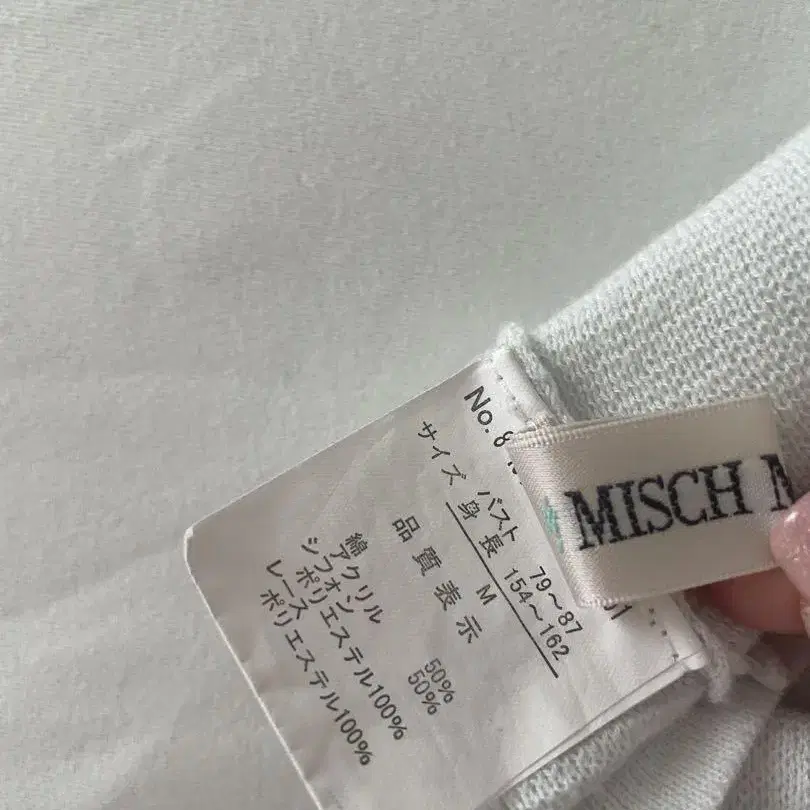 MISCH
No. 8
サイズ
バスト 79~87
身長 154~162
M
品質表示
綿 50%
アクリル 50%
シフォン
ポリエステル100%
レース
ポリエステル100%